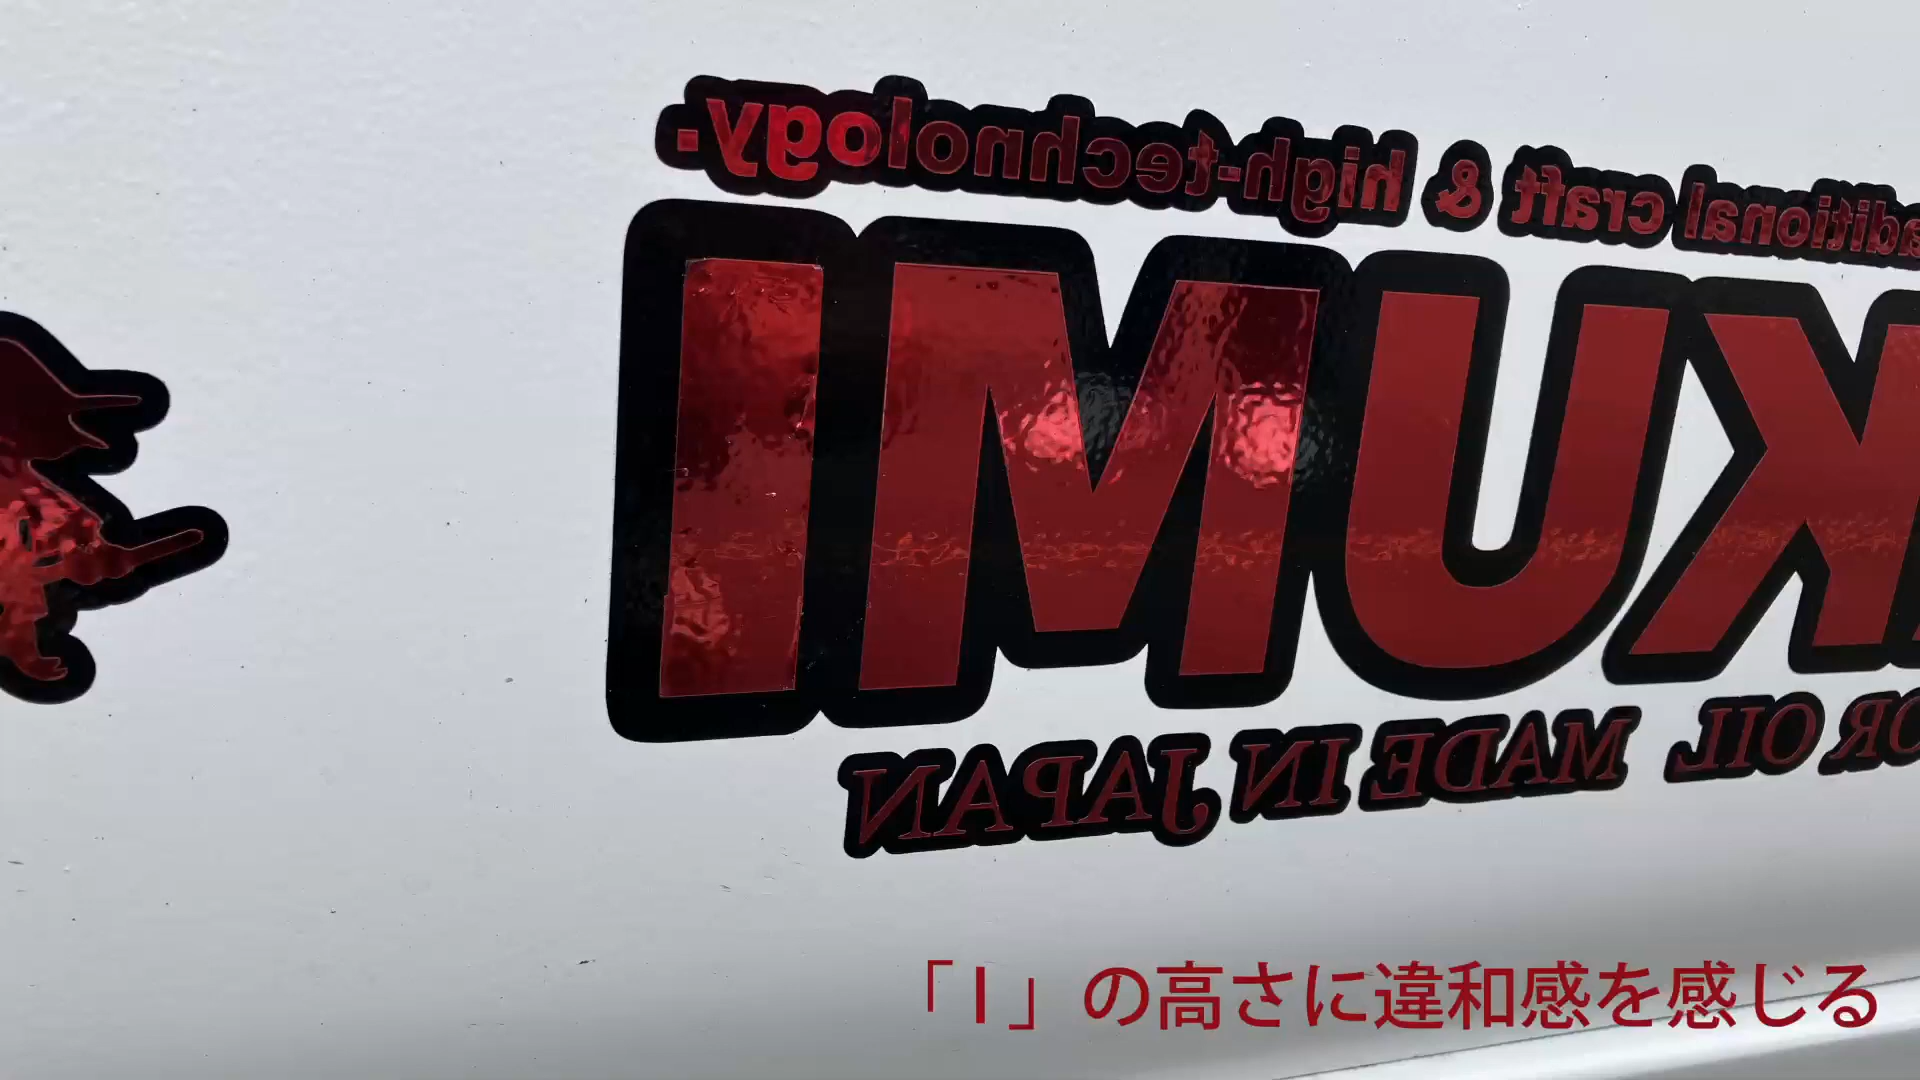 aditional craft & high-technology.
KUMI
OR OIL MADE IN JAPAN
「I」の高さに違和感を感じる